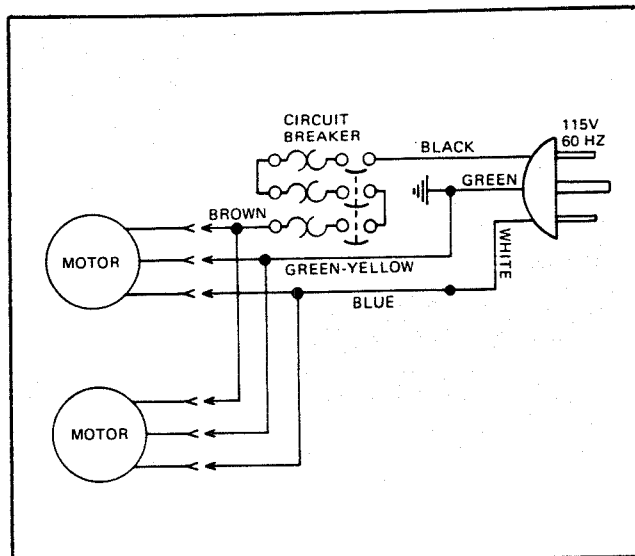 CIRCUIT
BREAKER
115V
60 HZ
BLACK
GREEN
BROWN
MOTOR
GREEN-YELLOW
WHITE
BLUE
MOTOR